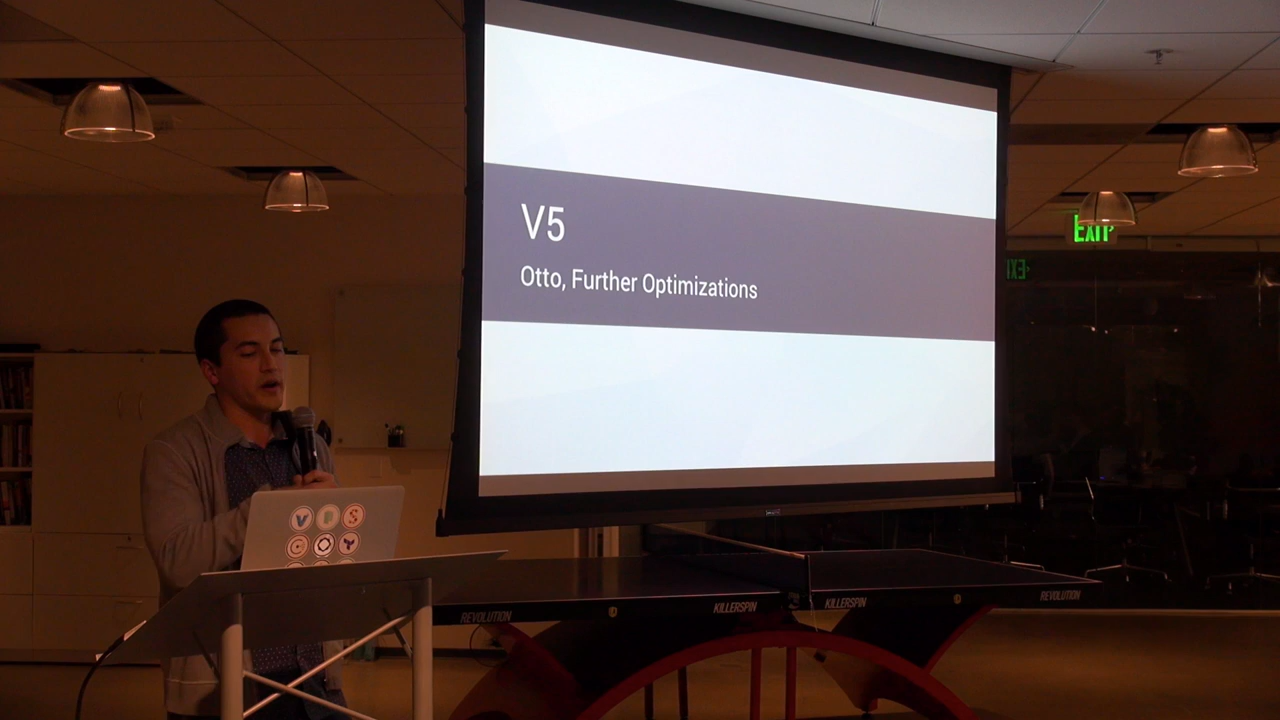 V5
Otto, Further Optimizations
EXIT
REVOLUTION
KILLERSPIN
KILLERSPIN
REVOLUTION